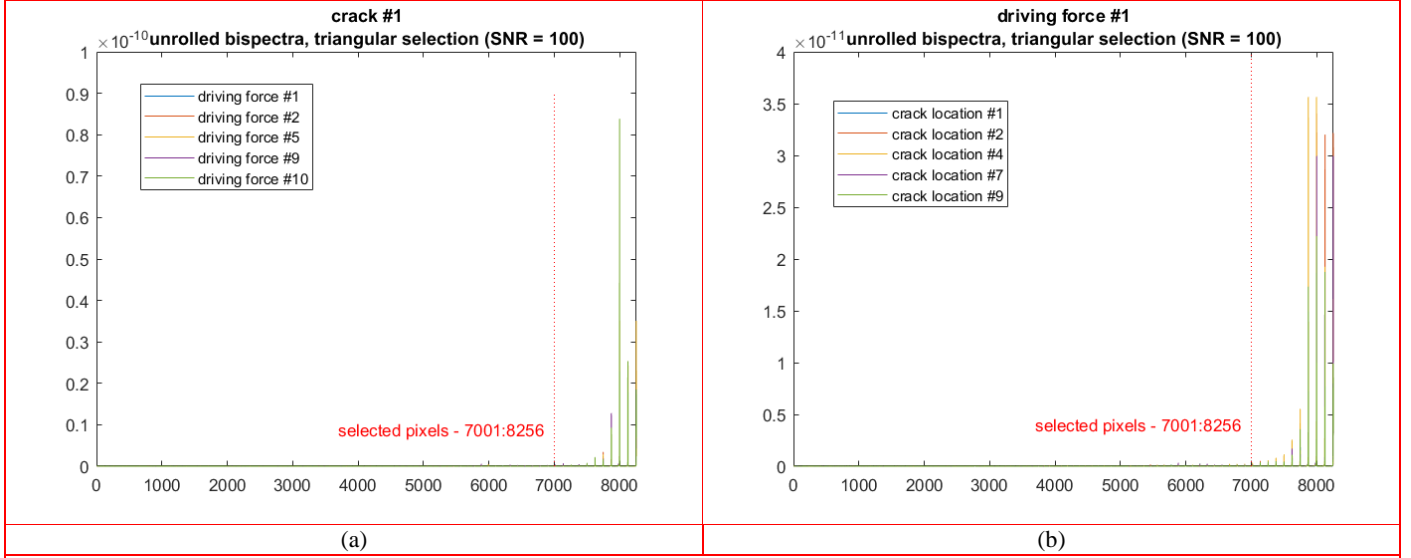 crack #1
×10⁻¹⁰ unrolled bispectra, triangular selection (SNR = 100)
1
0.9
0.8
0.7
0.6
0.5
0.4
0.3
0.2
0.1
0
driving force #1
driving force #2
driving force #5
driving force #9
driving force #10
selected pixels - 7001:8256
0 1000 2000 3000 4000 5000 6000 7000 8000
(a)
driving force #1
×10⁻¹¹ unrolled bispectra, triangular selection (SNR = 100)
4
3.5
3
2.5
2
1.5
1
0.5
0
crack location #1
crack location #2
crack location #4
crack location #7
crack location #9
selected pixels - 7001:8256
0 1000 2000 3000 4000 5000 6000 7000 8000
(b)